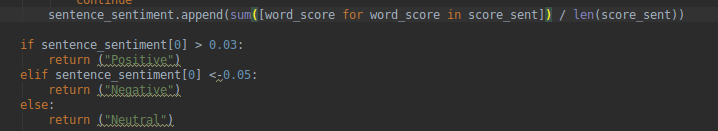 continue
sentence_sentiment.append(sum([word_score for word_score in score_sent]) / len(score_sent))
if sentence_sentiment[0] > 0.03:
return ("Positive")
elif sentence_sentiment[0] <-0.05:
return ("Negative")
else:
return ("Neutral")